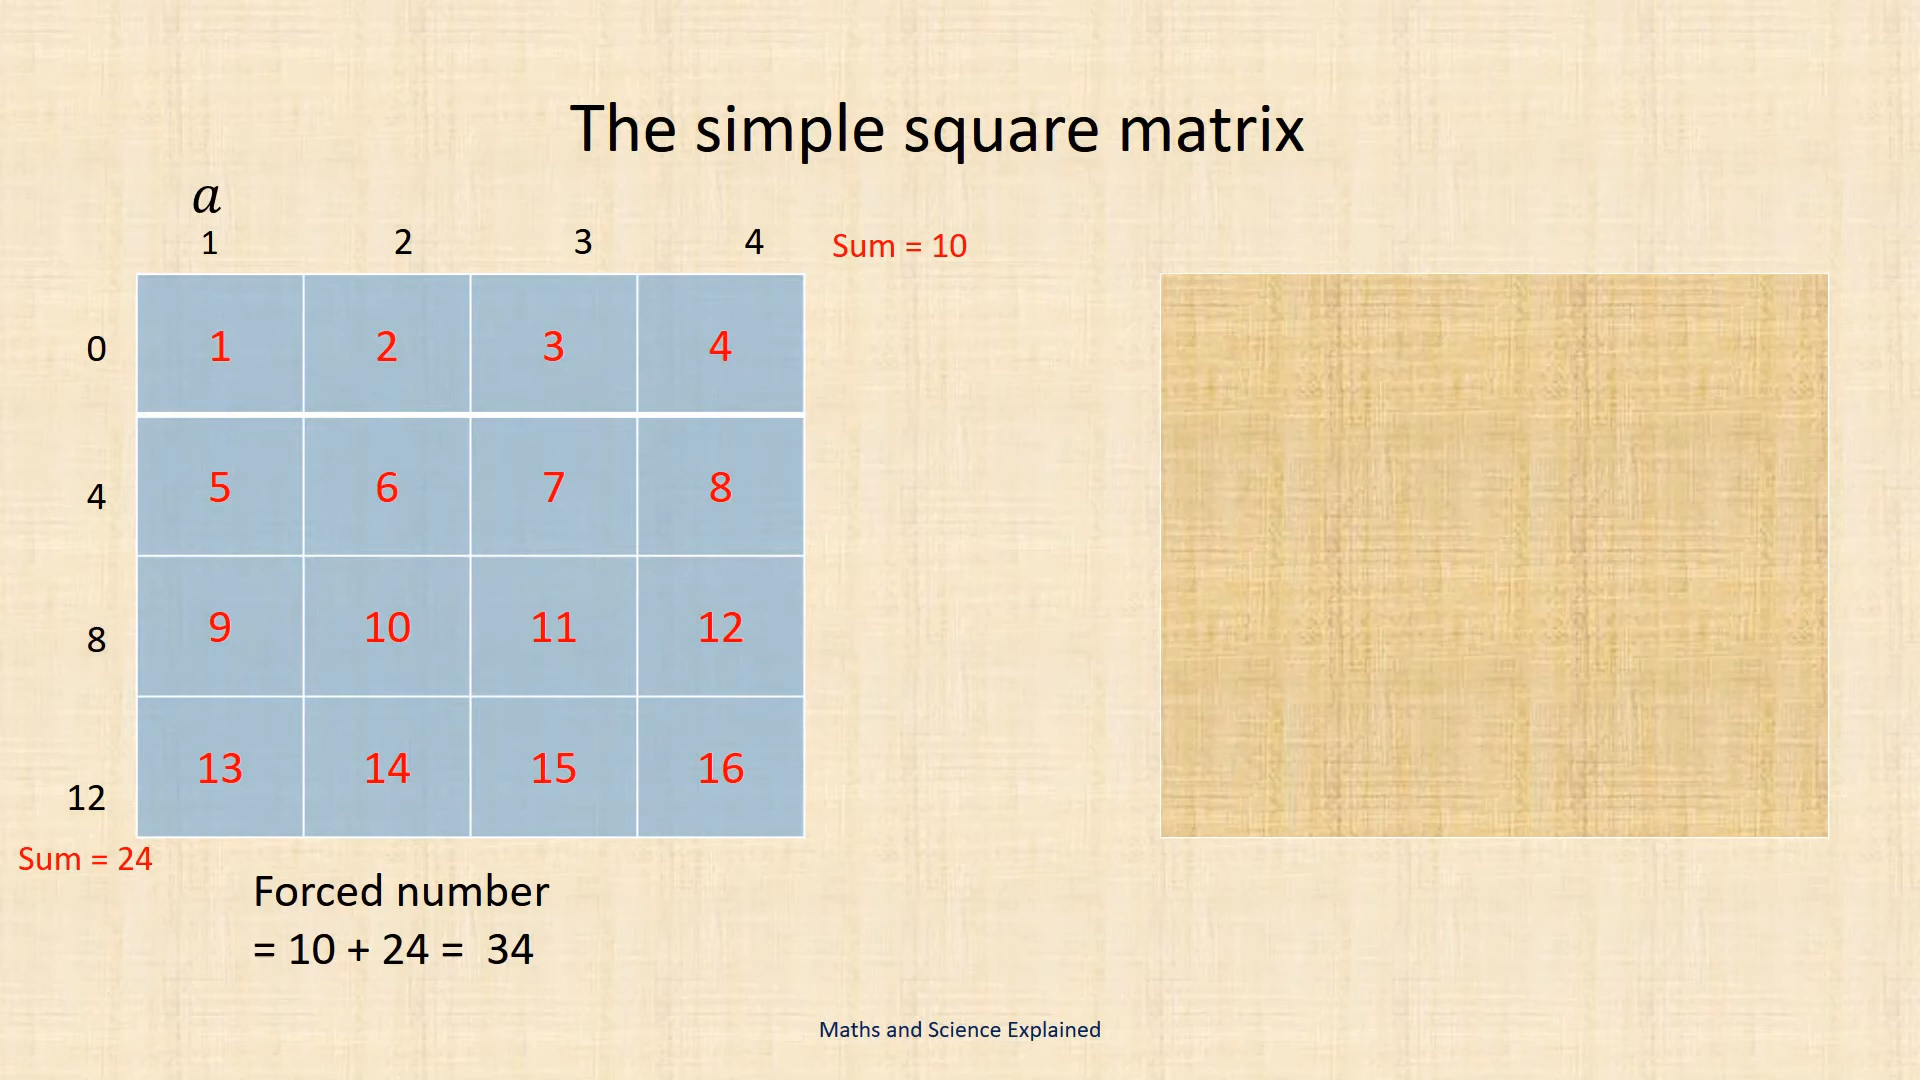 The simple square matrix
a
1 2 3 4 Sum = 10
0 1 2 3 4
4 5 6 7 8
8 9 10 11 12
12 13 14 15 16
Sum = 24
Forced number
= 10 + 24 = 34
Maths and Science Explained